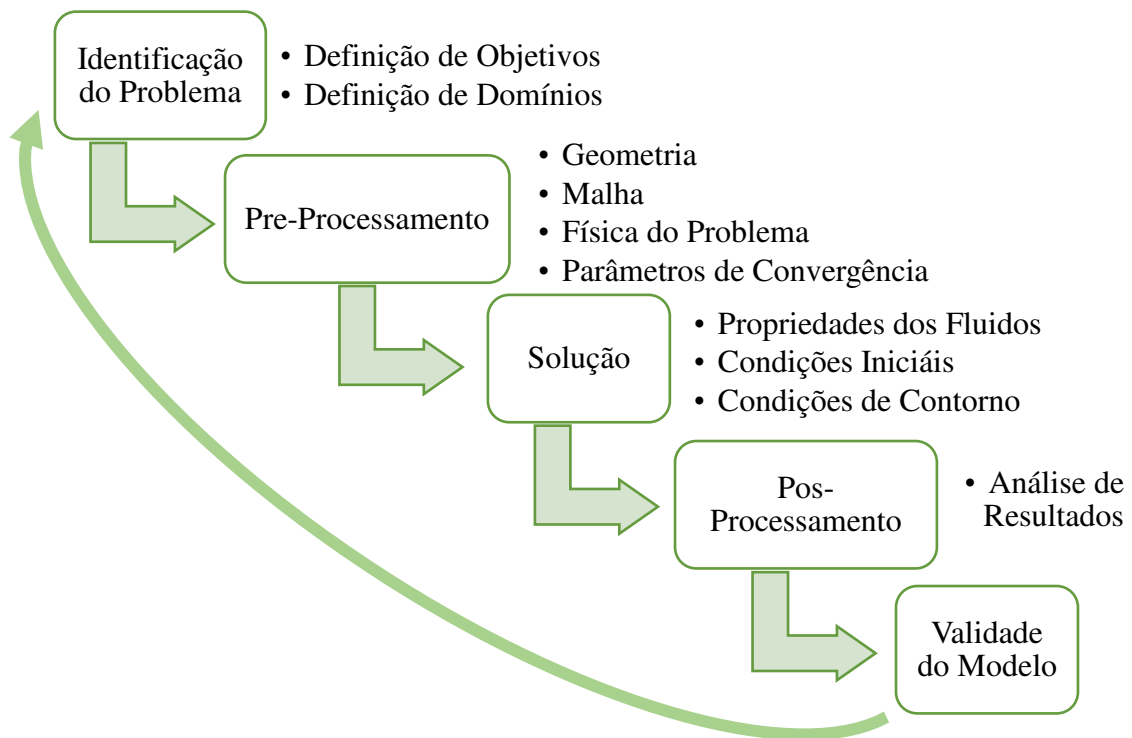 Identificação
do Problema
• Definição de Objetivos
• Definição de Domínios
Pre-Processamento
• Geometria
• Malha
• Física do Problema
• Parâmetros de Convergência
Solução
• Propriedades dos Fluidos
• Condições Iniciáis
• Condições de Contorno
Pos-
Processamento
• Análise de
Resultados
Validade
do Modelo